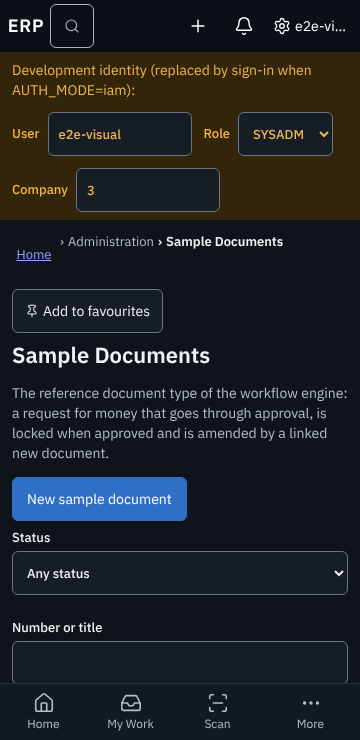 ERP
e2e-vi...
Development identity (replaced by sign-in when
AUTH_MODE=iam):
User
e2e-visual
Role
SYSADM
Company
3
Home
› Administration › Sample Documents
Add to favourites
Sample Documents
The reference document type of the workflow engine:
a request for money that goes through approval, is
locked when approved and is amended by a linked
new document.
New sample document
Status
Any status
Number or title
Home
My Work
Scan
More